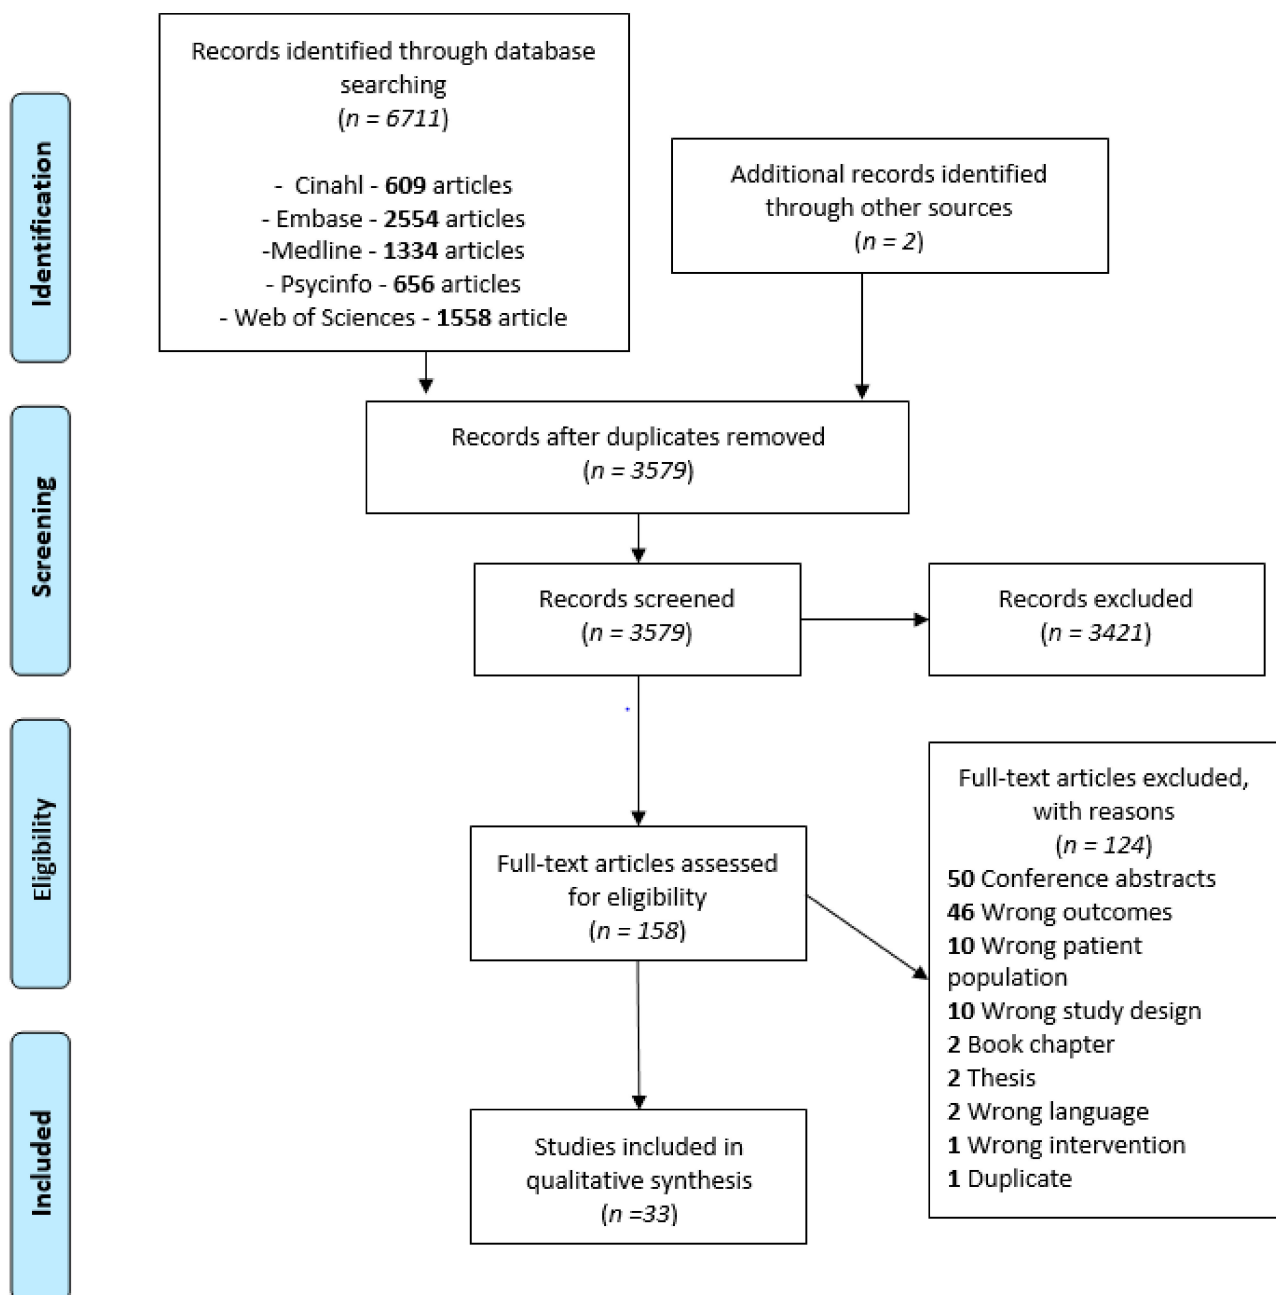 Identification
Records identified through database
searching
(n = 6711)
- Cinahl - 609 articles
- Embase - 2554 articles
-Medline - 1334 articles
- Psycinfo - 656 articles
- Web of Sciences - 1558 article
Additional records identified
through other sources
(n = 2)
Screening
Records after duplicates removed
(n = 3579)
Records screened
(n = 3579)
Records excluded
(n = 3421)
Eligibility
Full-text articles assessed
for eligibility
(n = 158)
Full-text articles excluded,
with reasons
(n = 124)
50 Conference abstracts
46 Wrong outcomes
10 Wrong patient
population
10 Wrong study design
2 Book chapter
2 Thesis
2 Wrong language
1 Wrong intervention
1 Duplicate
Included
Studies included in
qualitative synthesis
(n =33)